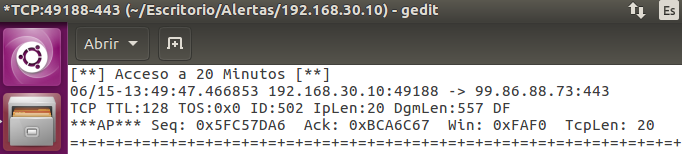 *TCP:49188-443 (~/Escritorio/Alertas/192.168.30.10) - gedit
Es
Abrir
[**] Acceso a 20 Minutos [**]
06/15-13:49:47.466853 192.168.30.10:49188 -> 99.86.88.73:443
TCP TTL:128 TOS:0x0 ID:502 IpLen:20 DgmLen:557 DF
***AP*** Seq: 0x5FC57DA6  Ack: 0xBCA6C67  Win: 0xFAF0  TcpLen: 20
=+=+=+=+=+=+=+=+=+=+=+=+=+=+=+=+=+=+=+=+=+=+=+=+=+=+=+=+=+=+=+=+=+=+=+=+